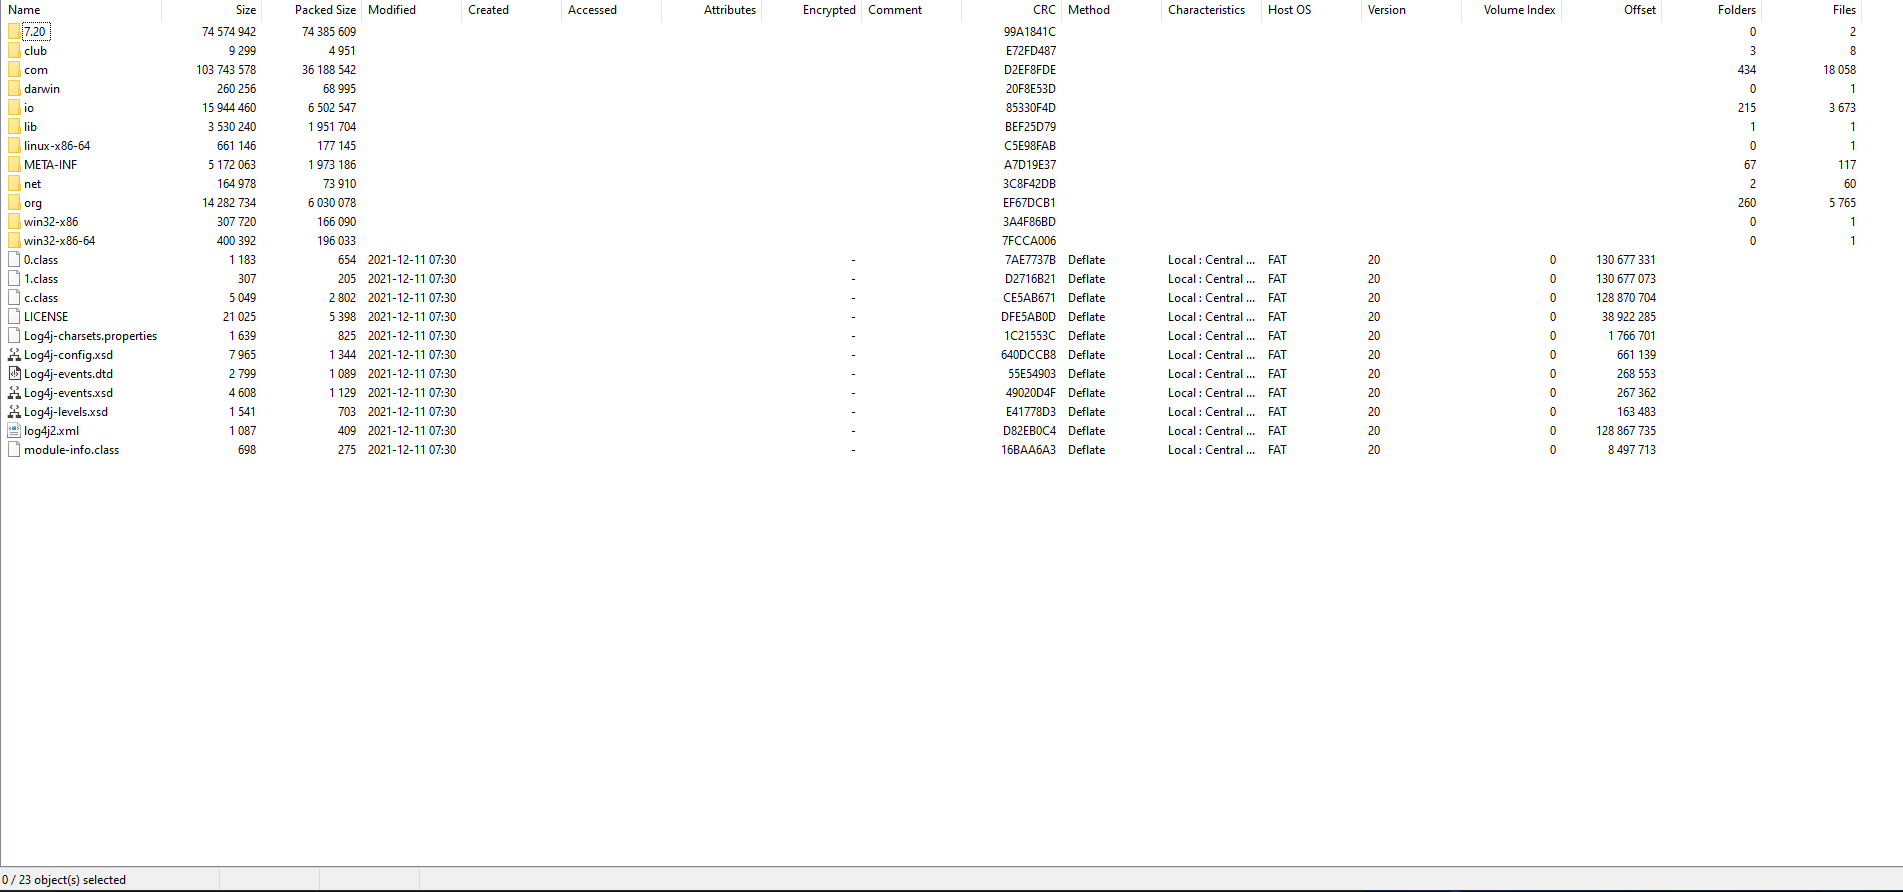 Name Size Packed Size Modified Created Accessed Attributes Encrypted Comment CRC Method Characteristics Host OS Version Volume Index Offset Folders Files
7.20 74 574 942 74 385 609 99A1841C 0 2
club 9 299 4 951 E72FD487 3 8
com 103 743 578 36 188 542 D2EF8FDE 434 18 058
darwin 260 256 68 995 20F8E53D 0 1
io 15 944 460 6 502 547 85330F4D 215 3 673
lib 3 530 240 1 951 704 BEF25D79 1 1
linux-x86-64 661 146 177 145 C5E98FAB 0 1
META-INF 5 172 063 1 973 186 A7D19E37 67 117
net 164 978 73 910 3C8F42DB 2 60
org 14 282 734 6 030 078 EF67DCB1 260 5 765
win32-x86 307 720 166 090 3A4F86BD 0 1
win32-x86-64 400 392 196 033 7FCCA006 0 1
0.class 1 183 654 2021-12-11 07:30 - 7AE7737B Deflate Local : Central ... FAT 20 0 130 677 331
1.class 307 205 2021-12-11 07:30 - D2716B21 Deflate Local : Central ... FAT 20 0 130 677 073
c.class 5 049 2 802 2021-12-11 07:30 - CE5AB671 Deflate Local : Central ... FAT 20 0 128 870 704
LICENSE 21 025 5 398 2021-12-11 07:30 - DFE5AB0D Deflate Local : Central ... FAT 20 0 38 922 285
Log4j-charsets.properties 1 639 825 2021-12-11 07:30 - 1C21553C Deflate Local : Central ... FAT 20 0 1 766 701
Log4j-config.xsd 7 965 1 344 2021-12-11 07:30 - 640DCCB8 Deflate Local : Central ... FAT 20 0 661 139
Log4j-events.dtd 2 799 1 089 2021-12-11 07:30 - 55E54903 Deflate Local : Central ... FAT 20 0 268 553
Log4j-events.xsd 4 608 1 129 2021-12-11 07:30 - 49020D4F Deflate Local : Central ... FAT 20 0 267 362
Log4j-levels.xsd 1 541 703 2021-12-11 07:30 - E41778D3 Deflate Local : Central ... FAT 20 0 163 483
log4j2.xml 1 087 409 2021-12-11 07:30 - D82EB0C4 Deflate Local : Central ... FAT 20 0 128 867 735
module-info.class 698 275 2021-12-11 07:30 - 16BAA6A3 Deflate Local : Central ... FAT 20 0 8 497 713
0 / 23 object(s) selected